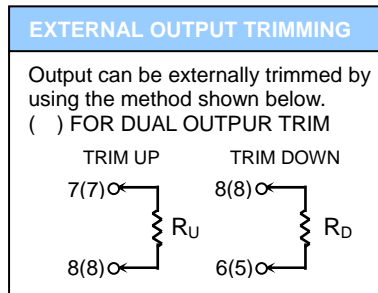 EXTERNAL OUTPUT TRIMMING
Output can be externally trimmed by
using the method shown below.
( ) FOR DUAL OUTPUR TRIM
TRIM UP TRIM DOWN
7(7) 8(8)
RU RD
8(8) 6(5)